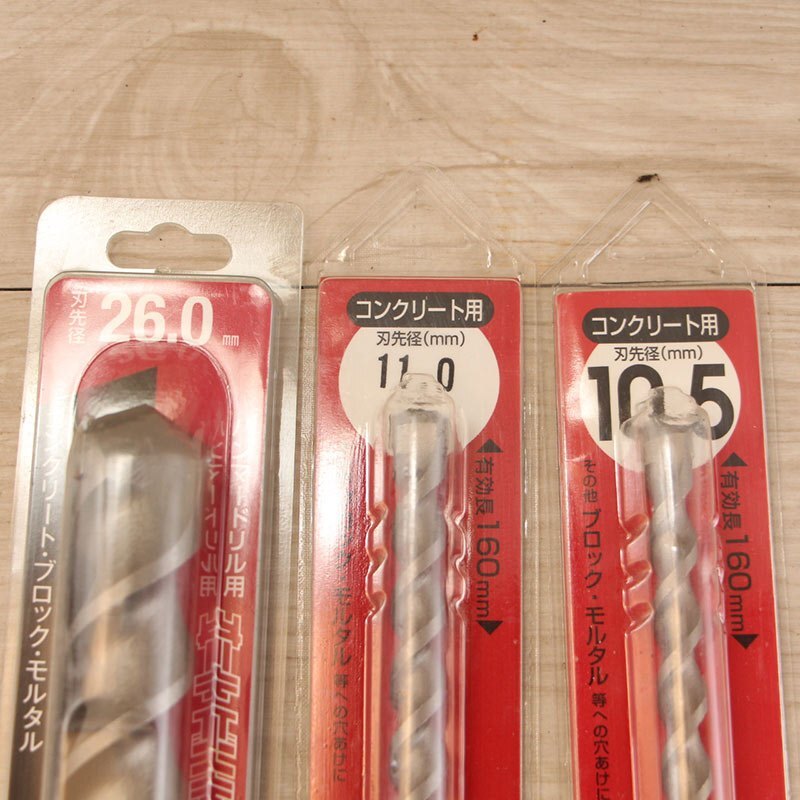 刃先径 26.0 mm
コンクリート・ブロック・モルタル
コンクリート用
刃先径(mm)
11.0
有効長160mm
モルタル 等への穴あけに
コンクリート用
刃先径(mm)
10.5
有効長160mm
その他 ブロック・モルタル 等への穴あけに